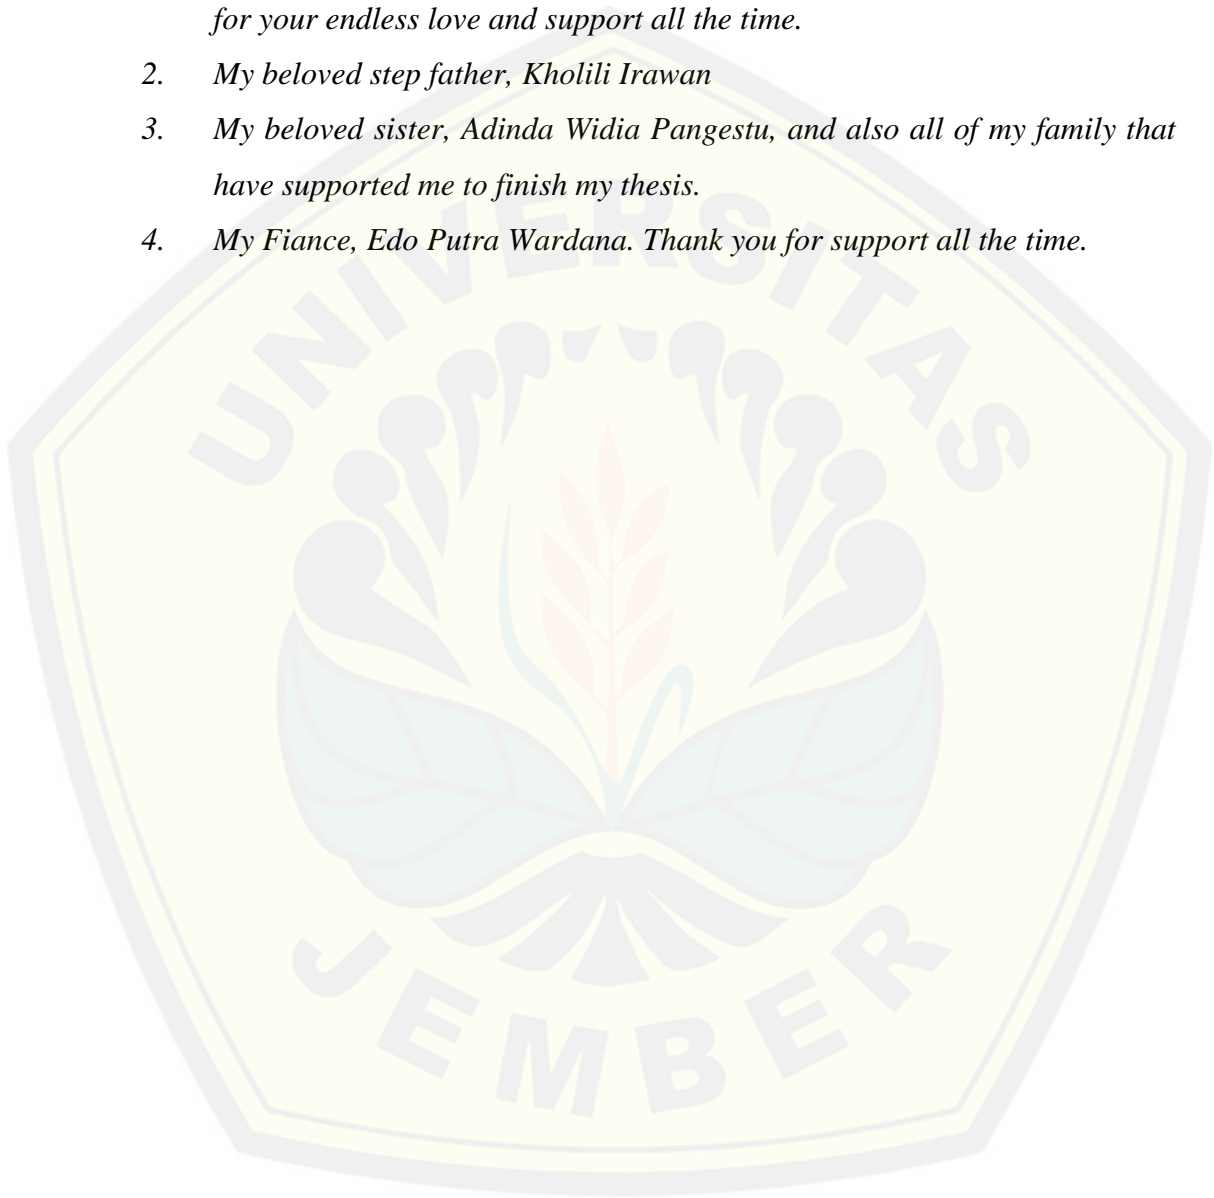 for your endless love and support all the time.
2. My beloved step father, Kholili Irawan
3. My beloved sister, Adinda Widia Pangestu, and also all of my family that
have supported me to finish my thesis.
4. My Fiance, Edo Putra Wardana. Thank you for support all the time.
UNIVERSITAS
JEMBER